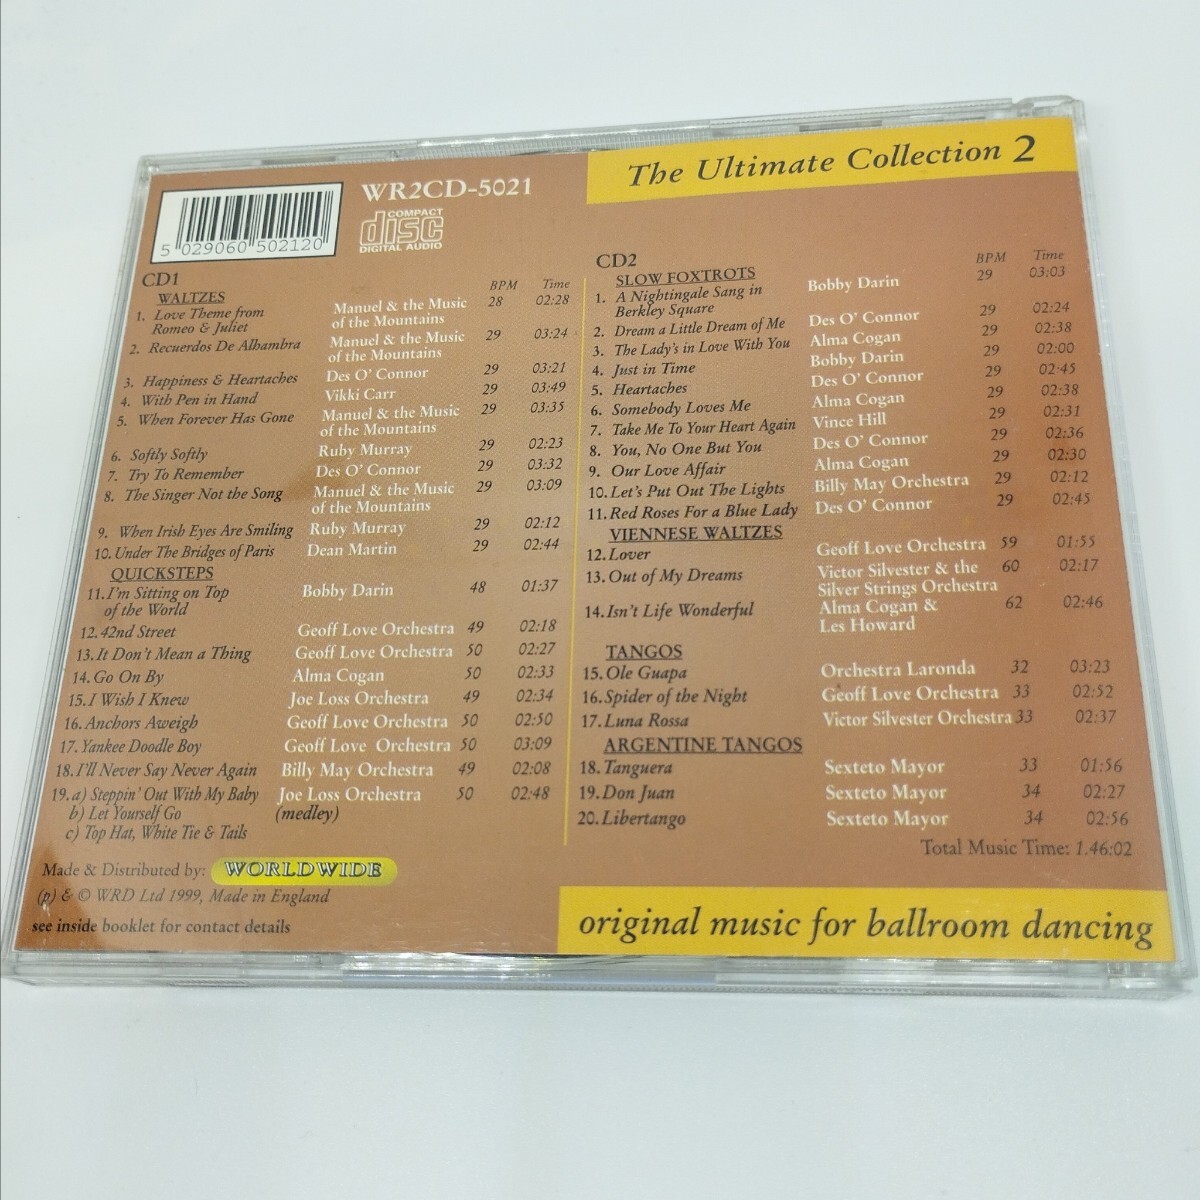 The Ultimate Collection 2
WR2CD-5021
COMPACT
disc
DIGITAL AUDIO
5 029060 502120
CD1
BPM Time
WALTZES
1. Love Theme from Manuel & the Music 28 02:28
Romeo & Juliet of the Mountains
2. Recuerdos De Alhambra Manuel & the Music 29 03:24
of the Mountains
3. Happiness & Heartaches Des O' Connor 29 03:21
4. With Pen in Hand Vikki Carr 29 03:49
5. When Forever Has Gone Manuel & the Music 29 03:35
of the Mountains
6. Softly Softly Ruby Murray 29 02:23
7. Try To Remember Des O' Connor 29 03:32
8. The Singer Not the Song Manuel & the Music 29 03:09
of the Mountains
9. When Irish Eyes Are Smiling Ruby Murray 29 02:12
10. Under The Bridges of Paris Dean Martin 29 02:44
QUICKSTEPS
11. I'm Sitting on Top Bobby Darin 48 01:37
of the World
12. 42nd Street Geoff Love Orchestra 49 02:18
13. It Don't Mean a Thing Geoff Love Orchestra 50 02:27
14. Go On By Alma Cogan 50 02:33
15. I Wish I Knew Joe Loss Orchestra 49 02:34
16. Anchors Aweigh Geoff Love Orchestra 50 02:50
17. Yankee Doodle Boy Geoff Love Orchestra 50 03:09
18. I'll Never Say Never Again Billy May Orchestra 49 02:08
19. a) Steppin' Out With My Baby Joe Loss Orchestra 50 02:48
b) Let Yourself Go (medley)
c) Top Hat, White Tie & Tails
Made & Distributed by: WORLDWIDE
(p) & © WRD Ltd 1999, Made in England
see inside booklet for contact details
CD2
BPM Time
SLOW FOXTROTS
1. A Nightingale Sang in Bobby Darin 29 03:03
Berkley Square
2. Dream a Little Dream of Me Des O' Connor 29 02:24
3. The Lady's in Love With You Alma Cogan 29 02:38
4. Just in Time Bobby Darin 29 02:00
5. Heartaches Des O' Connor 29 02:45
6. Somebody Loves Me Alma Cogan 29 02:38
7. Take Me To Your Heart Again Vince Hill 29 02:31
8. You, No One But You Des O' Connor 29 02:36
9. Our Love Affair Alma Cogan 29 02:30
10. Let's Put Out The Lights Billy May Orchestra 29 02:12
11. Red Roses For a Blue Lady Des O' Connor 29 02:45
VIENNESE WALTZES
12. Lover Geoff Love Orchestra 59 01:55
13. Out of My Dreams Victor Silvester & the 60 02:17
Silver Strings Orchestra
14. Isn't Life Wonderful Alma Cogan & 62 02:46
Les Howard
TANGOS
15. Ole Guapa Orchestra Laronda 32 03:23
16. Spider of the Night Geoff Love Orchestra 33 02:52
17. Luna Rossa Victor Silvester Orchestra 33 02:37
ARGENTINE TANGOS
18. Tanguera Sexteto Mayor 33 01:56
19. Don Juan Sexteto Mayor 34 02:27
20. Libertango Sexteto Mayor 34 02:56
Total Music Time: 1.46:02
original music for ballroom dancing